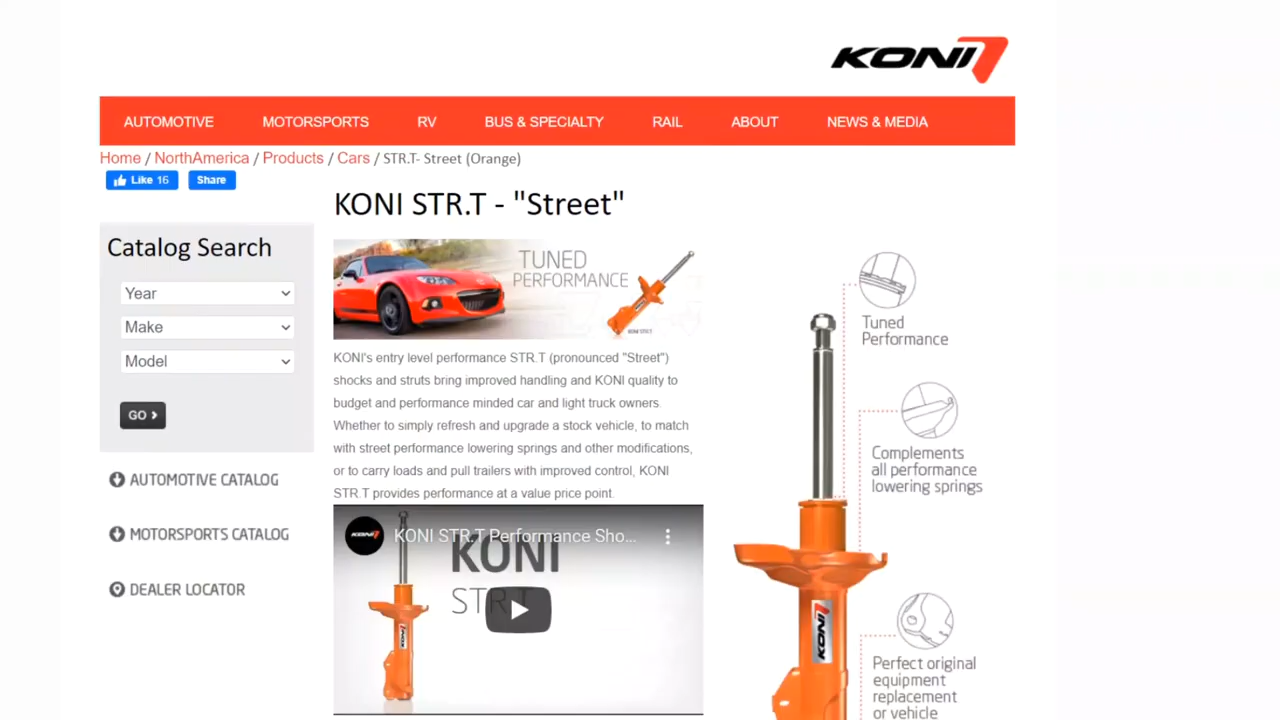 KONI
AUTOMOTIVE MOTORSPORTS RV BUS & SPECIALTY RAIL ABOUT NEWS & MEDIA
Home / NorthAmerica / Products / Cars / STR.T- Street (Orange)
Like 16 Share
KONI STR.T - "Street"
Catalog Search
Year
Make
Model
GO
AUTOMOTIVE CATALOG
MOTORSPORTS CATALOG
DEALER LOCATOR
TUNED
PERFORMANCE
KONI STR.T
KONI's entry level performance STR.T (pronounced "Street")
shocks and struts bring improved handling and KONI quality to
budget and performance minded car and light truck owners.
Whether to simply refresh and upgrade a stock vehicle, to match
with street performance lowering springs and other modifications,
or to carry loads and pull trailers with improved control, KONI
STR.T provides performance at a value price point.
KONI
KONI STR.T Performance Sho...
KONI
STR.T
KONI
Tuned
Performance
Complements
all performance
lowering springs
KONI
Perfect original
equipment
replacement
or vehicle